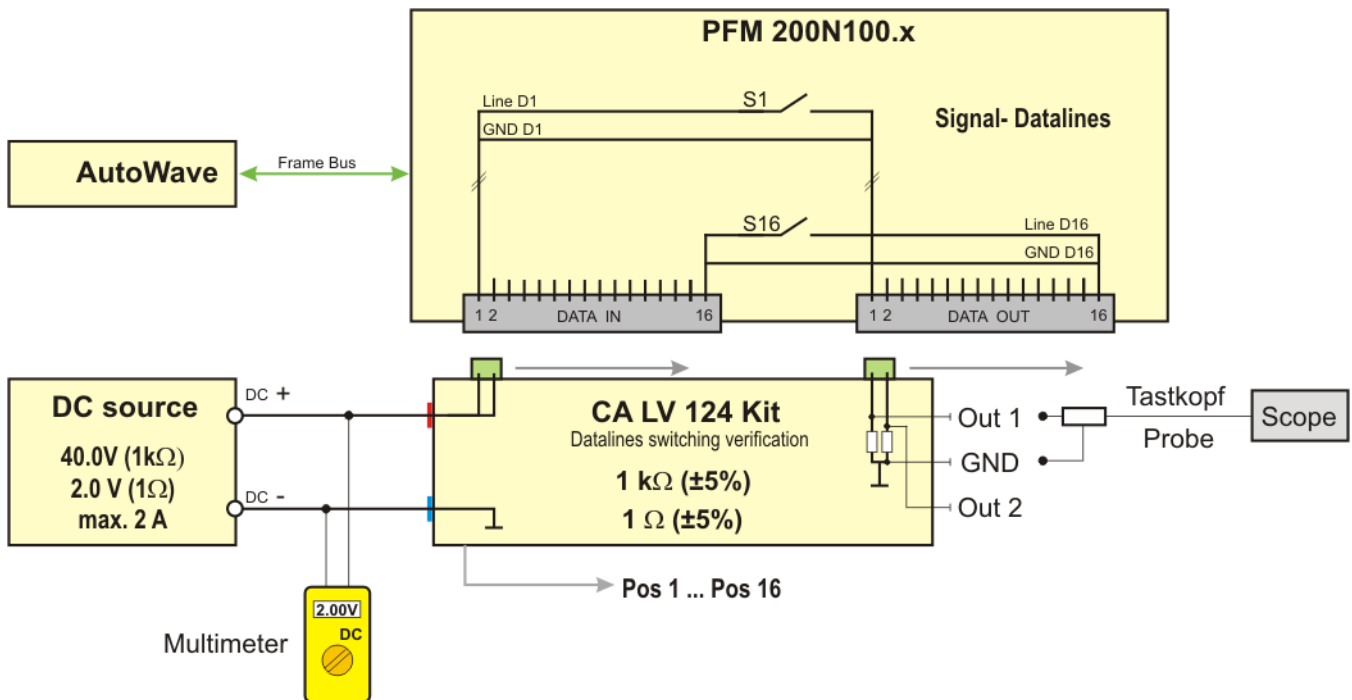 PFM 200N100.x
Line D1
S1
GND D1
Signal- Datalines
AutoWave
Frame Bus
S16
Line D16
GND D16
1 2 DATA IN 16
1 2 DATA OUT 16
DC source
40.0V (1kΩ)
2.0 V (1Ω)
max. 2 A
DC +
DC -
CA LV 124 Kit
Datalines switching verification
1 kΩ (±5%)
1 Ω (±5%)
Out 1
GND
Out 2
Tastkopf
Probe
Scope
Pos 1 ... Pos 16
Multimeter
2.00V
DC